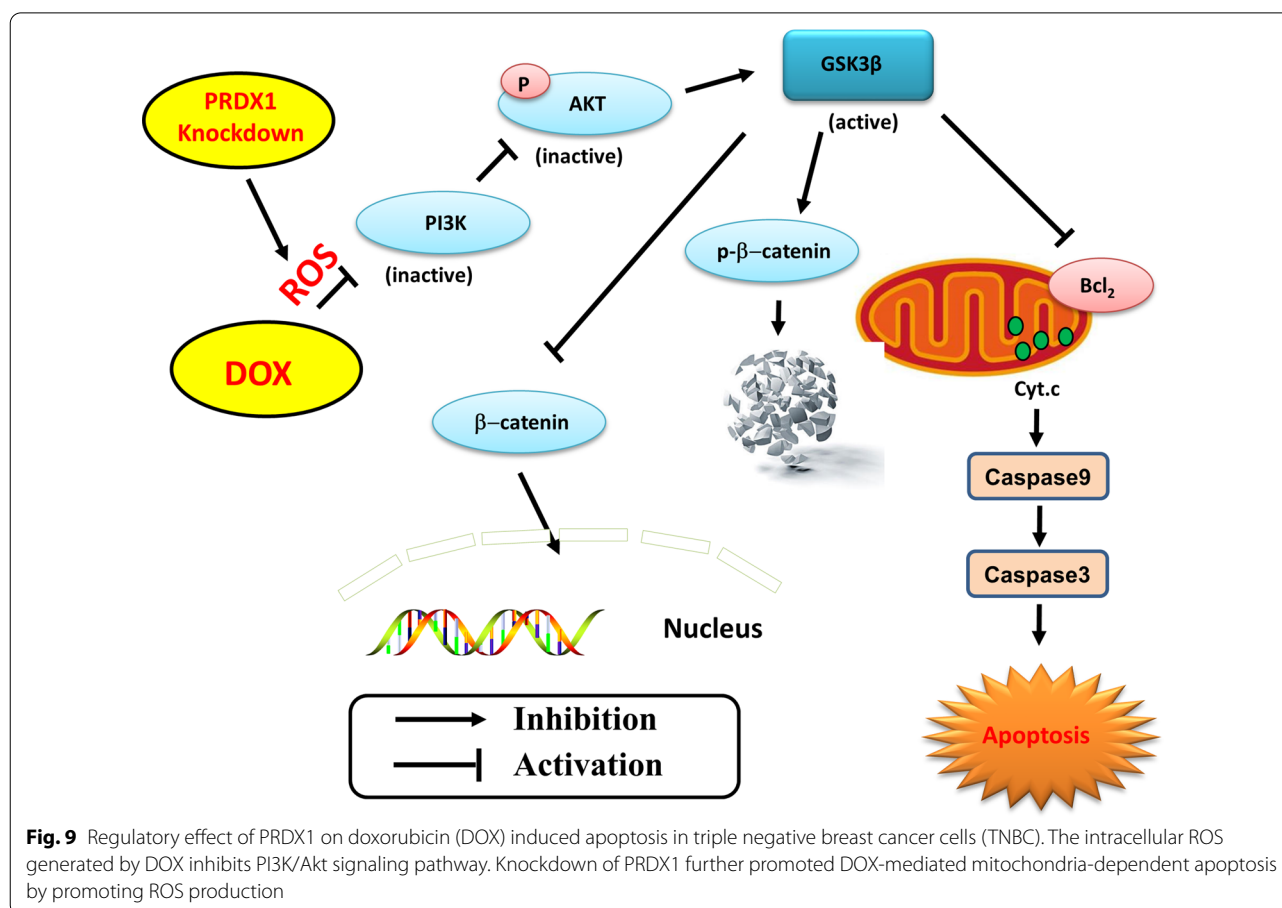 PRDX1
Knockdown
ROS
DOX
PI3K
(inactive)
P
AKT
(inactive)
GSK3β
(active)
β–catenin
p-β–catenin
Bcl2
Cyt.c
Caspase9
Caspase3
Apoptosis
Nucleus
Inhibition
Activation
Fig. 9 Regulatory effect of PRDX1 on doxorubicin (DOX) induced apoptosis in triple negative breast cancer cells (TNBC). The intracellular ROS
generated by DOX inhibits PI3K/Akt signaling pathway. Knockdown of PRDX1 further promoted DOX-mediated mitochondria-dependent apoptosis
by promoting ROS production